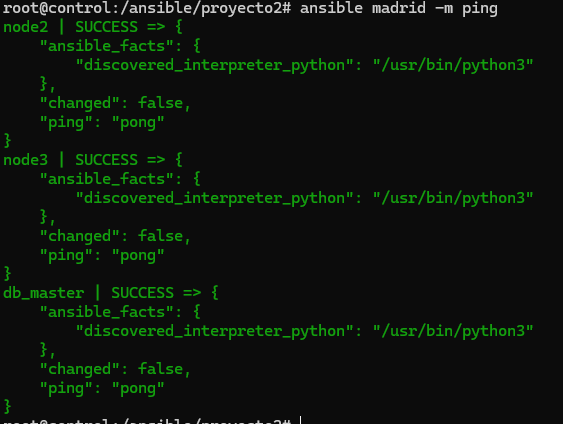 root@control:/ansible/proyecto2# ansible madrid -m ping
node2 | SUCCESS => {
    "ansible_facts": {
        "discovered_interpreter_python": "/usr/bin/python3"
    },
    "changed": false,
    "ping": "pong"
}
node3 | SUCCESS => {
    "ansible_facts": {
        "discovered_interpreter_python": "/usr/bin/python3"
    },
    "changed": false,
    "ping": "pong"
}
db_master | SUCCESS => {
    "ansible_facts": {
        "discovered_interpreter_python": "/usr/bin/python3"
    },
    "changed": false,
    "ping": "pong"
}
root@control:/ansible/proyecto2#